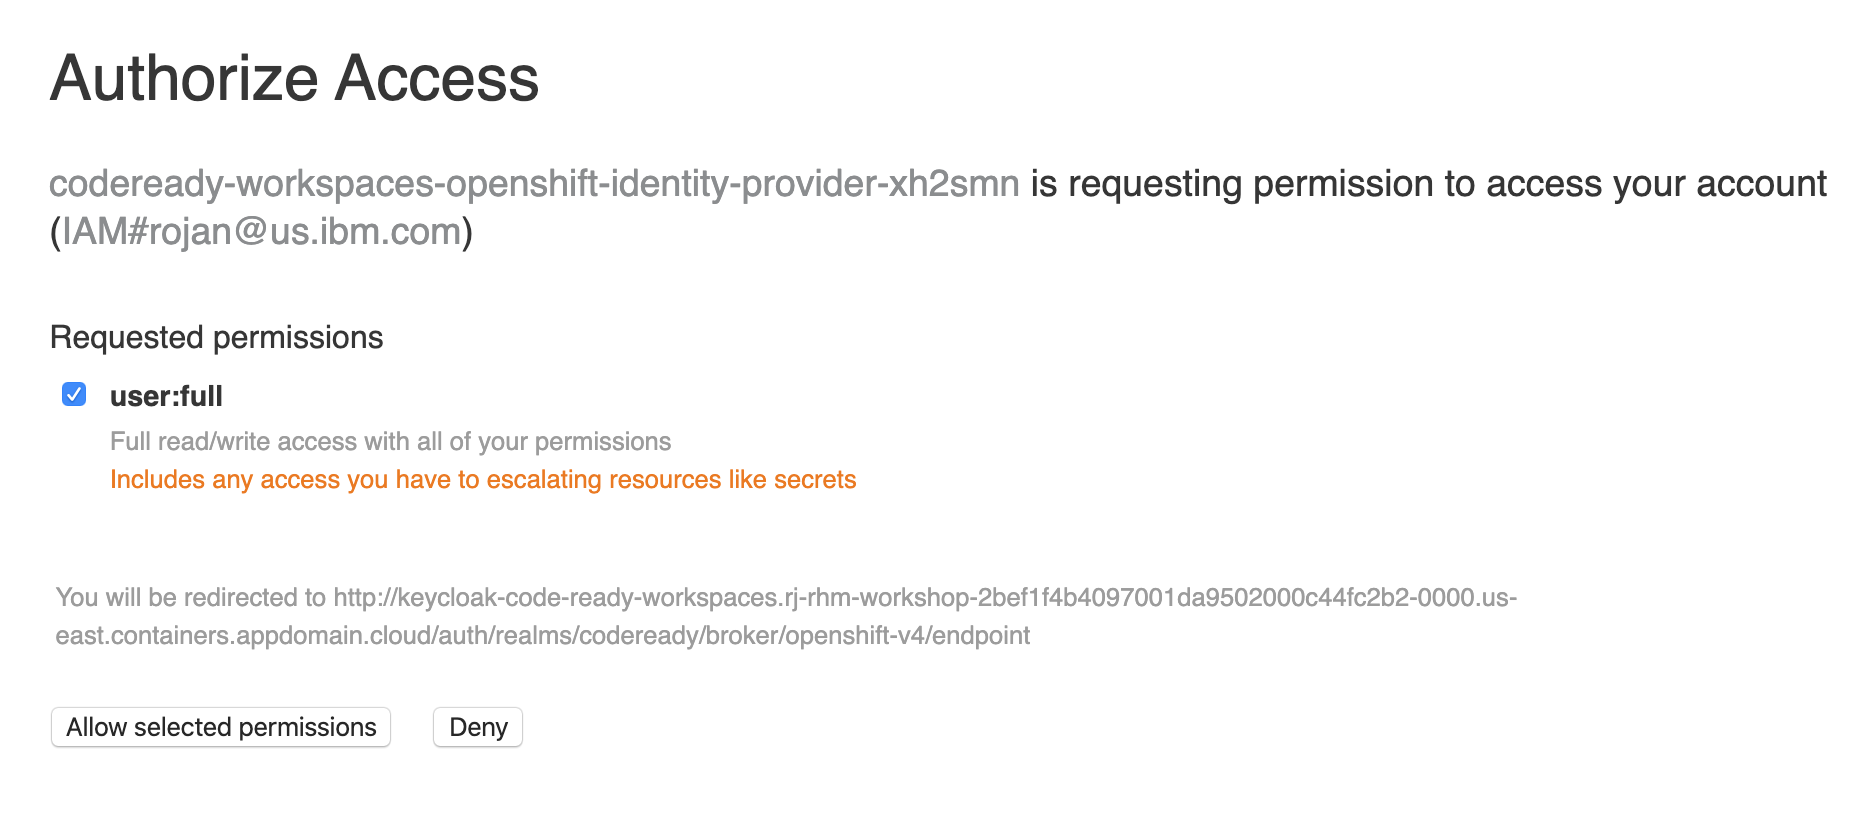 Authorize Access
codeready-workspaces-openshift-identity-provider-xh2smn is requesting permission to access your account
(IAM#rojan@us.ibm.com)
Requested permissions
user:full
Full read/write access with all of your permissions
Includes any access you have to escalating resources like secrets
You will be redirected to http://keycloak-code-ready-workspaces.rj-rhm-workshop-2bef1f4b4097001da9502000c44fc2b2-0000.us-
east.containers.appdomain.cloud/auth/realms/codeready/broker/openshift-v4/endpoint
Allow selected permissions Deny